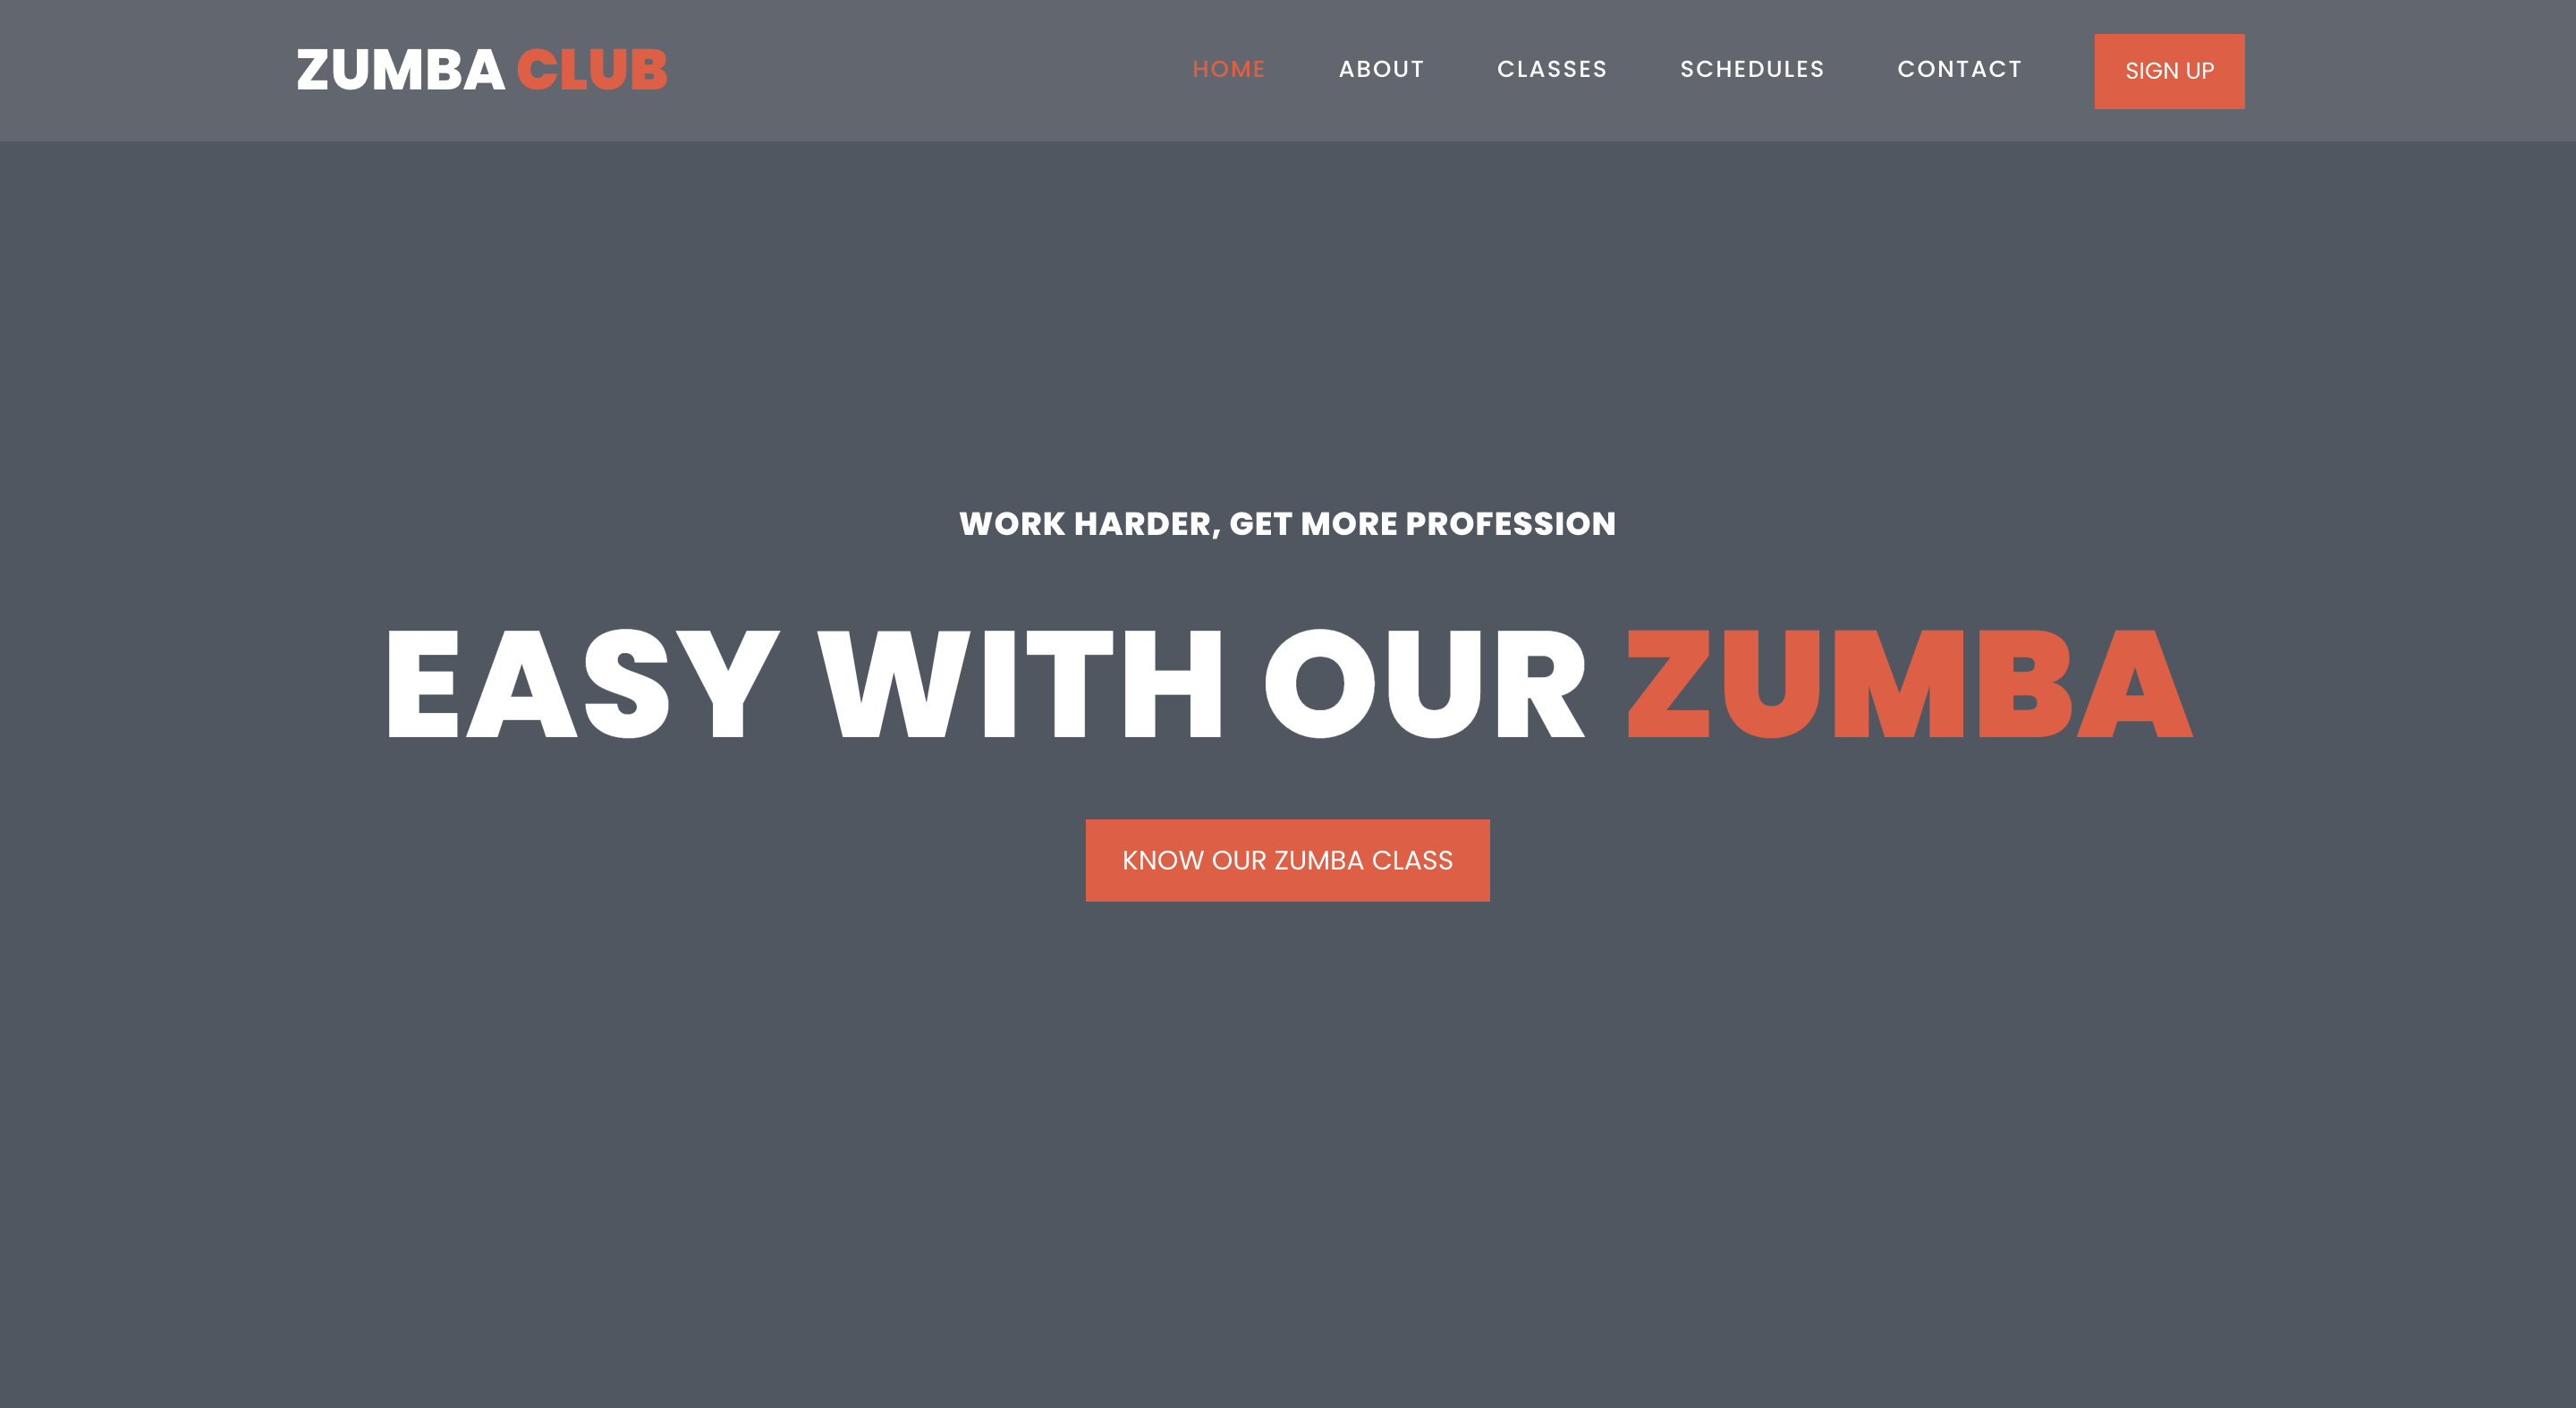 ZUMBA CLUB
HOME ABOUT CLASSES SCHEDULES CONTACT SIGN UP
WORK HARDER, GET MORE PROFESSION
EASY WITH OUR ZUMBA
KNOW OUR ZUMBA CLASS